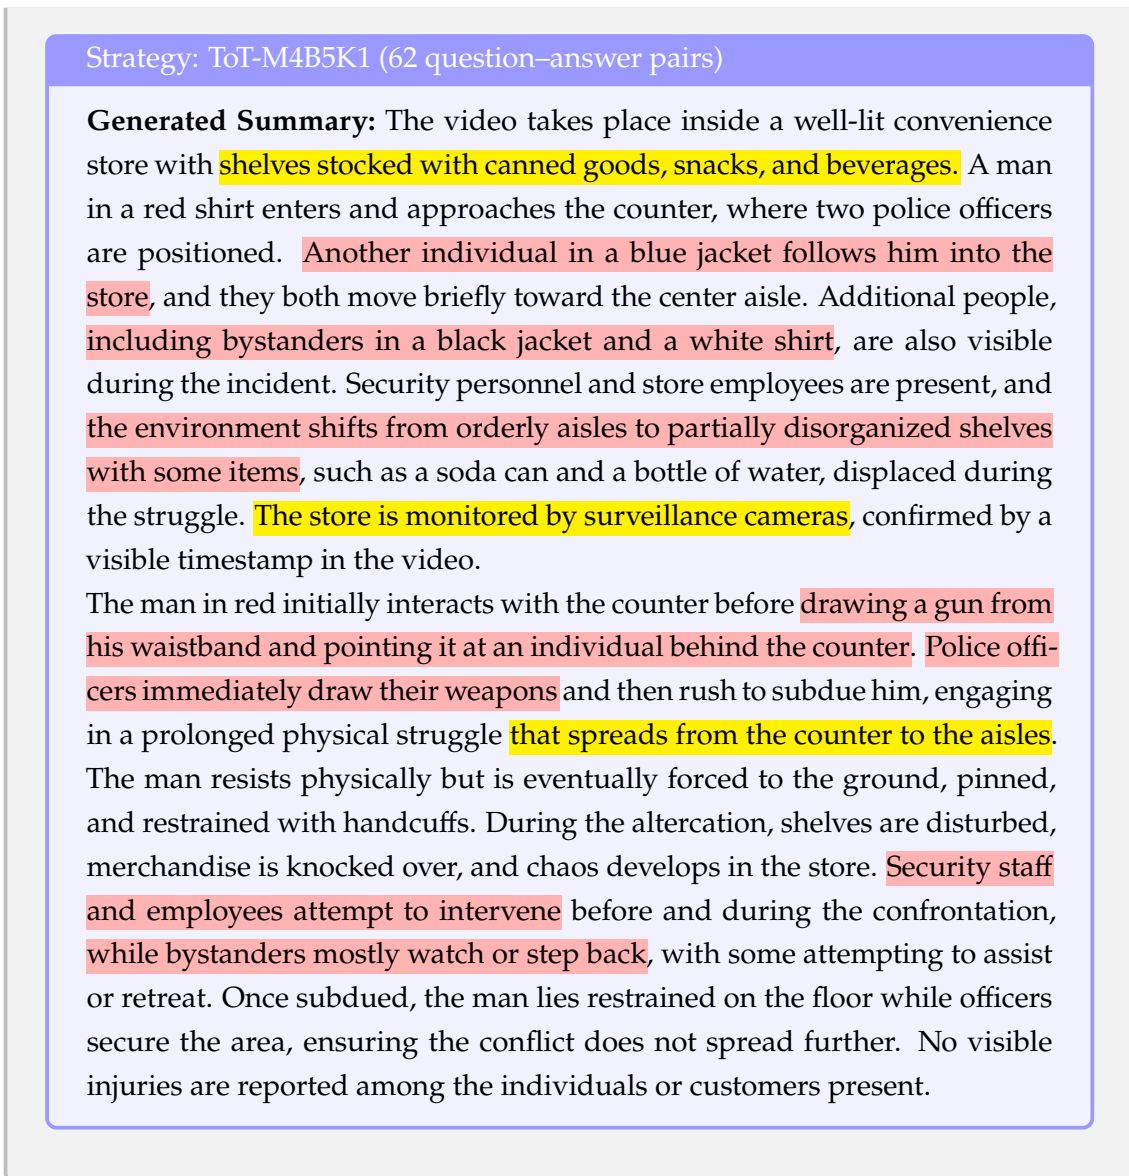 Strategy: ToT-M4B5K1 (62 question–answer pairs)
Generated Summary: The video takes place inside a well-lit convenience
store with shelves stocked with canned goods, snacks, and beverages. A man
in a red shirt enters and approaches the counter, where two police officers
are positioned. Another individual in a blue jacket follows him into the
store, and they both move briefly toward the center aisle. Additional people,
including bystanders in a black jacket and a white shirt, are also visible
during the incident. Security personnel and store employees are present, and
the environment shifts from orderly aisles to partially disorganized shelves
with some items, such as a soda can and a bottle of water, displaced during
the struggle. The store is monitored by surveillance cameras, confirmed by a
visible timestamp in the video.
The man in red initially interacts with the counter before drawing a gun from
his waistband and pointing it at an individual behind the counter. Police offi-
cers immediately draw their weapons and then rush to subdue him, engaging
in a prolonged physical struggle that spreads from the counter to the aisles.
The man resists physically but is eventually forced to the ground, pinned,
and restrained with handcuffs. During the altercation, shelves are disturbed,
merchandise is knocked over, and chaos develops in the store. Security staff
and employees attempt to intervene before and during the confrontation,
while bystanders mostly watch or step back, with some attempting to assist
or retreat. Once subdued, the man lies restrained on the floor while officers
secure the area, ensuring the conflict does not spread further. No visible
injuries are reported among the individuals or customers present.